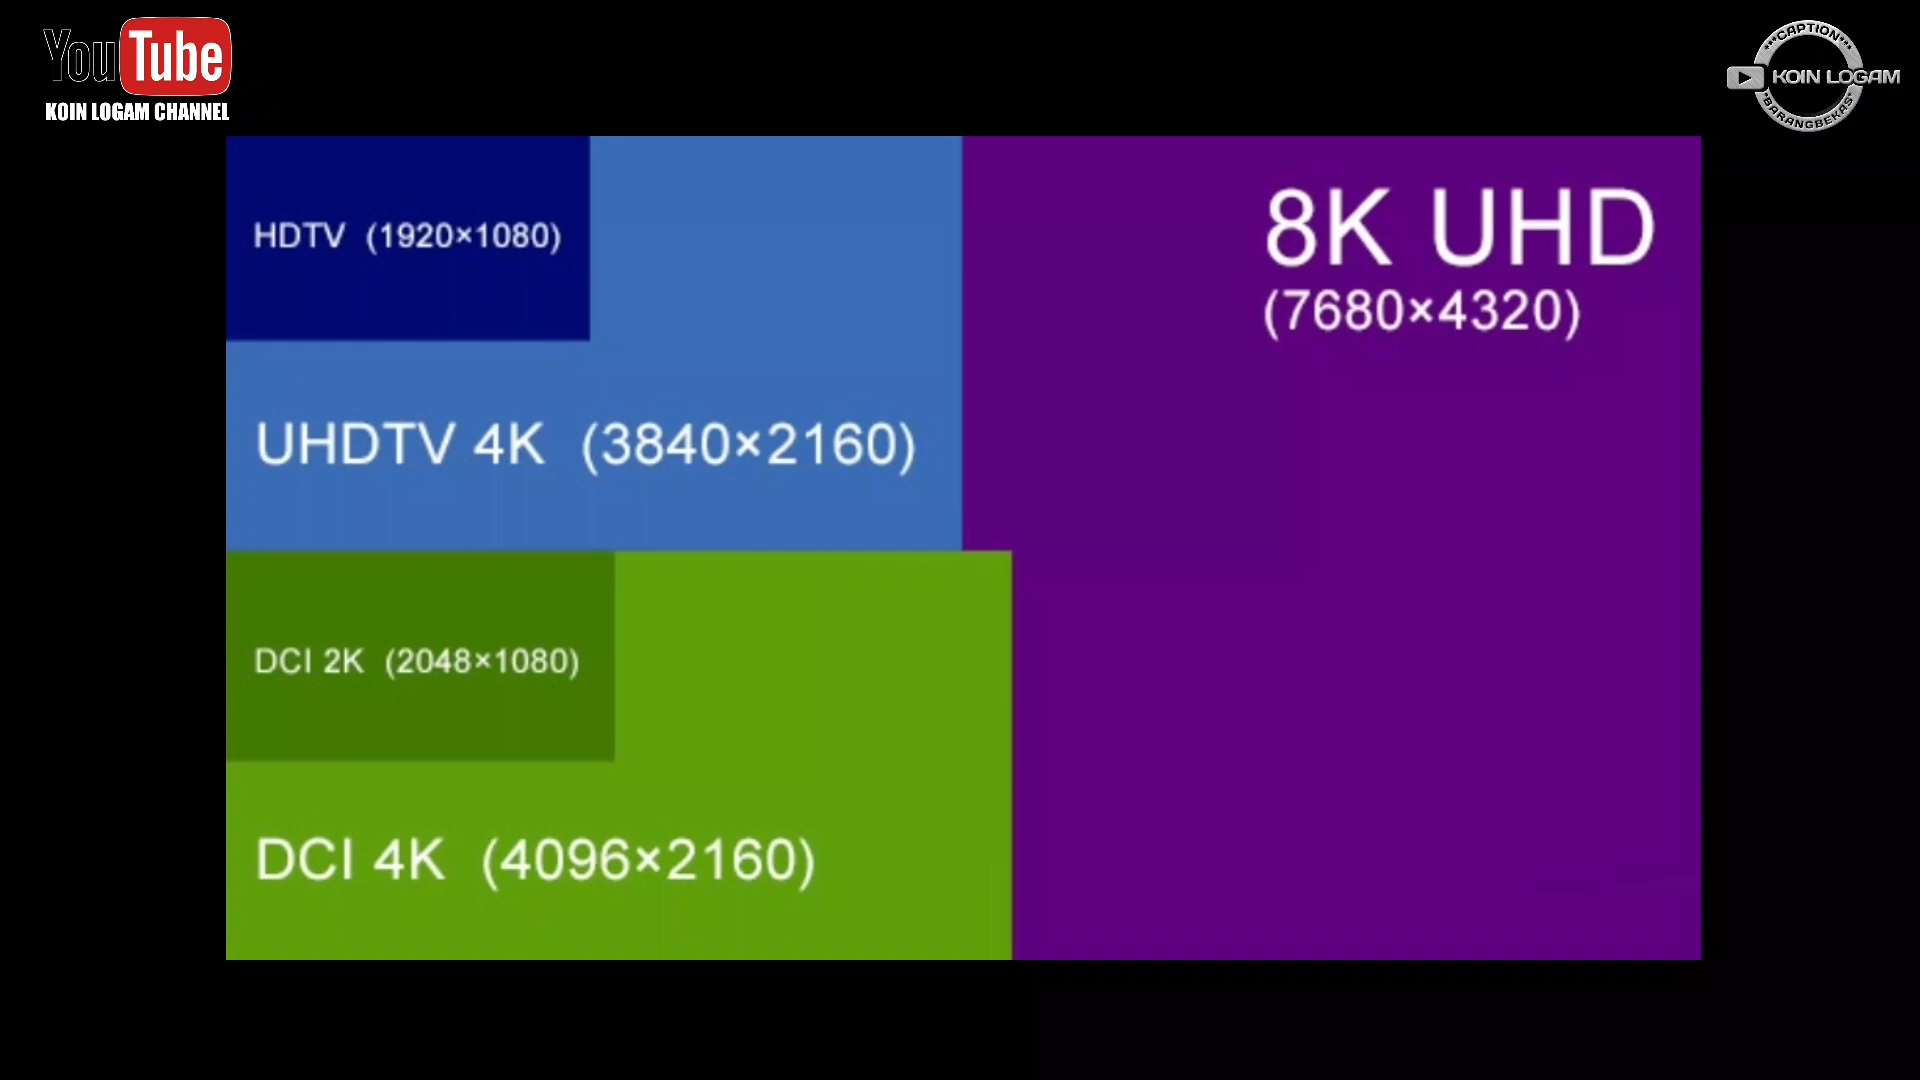 YouTube
KOIN LOGAM CHANNEL
CAPTION
KOIN LOGAM
BARANGBEKAS
HDTV (1920×1080)
8K UHD
(7680×4320)
UHDTV 4K (3840×2160)
DCI 2K (2048×1080)
DCI 4K (4096×2160)